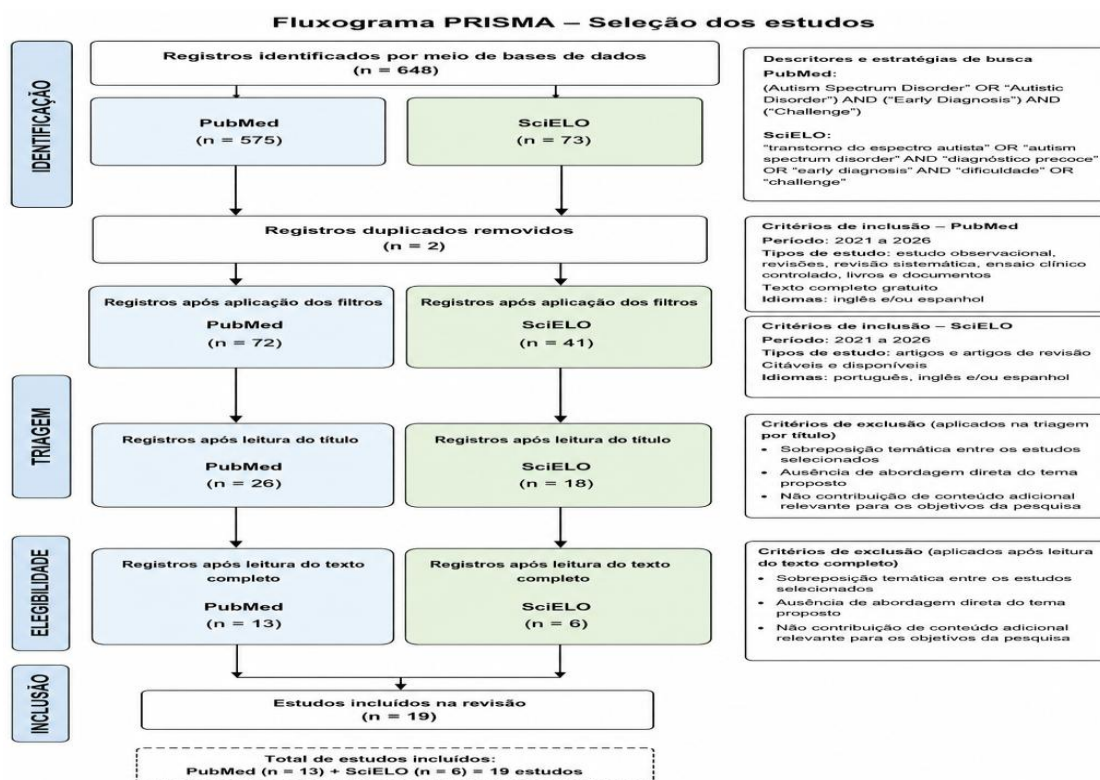 Fluxograma PRISMA – Seleção dos estudos
IDENTIFICAÇÃO
Registros identificados por meio de bases de dados
(n = 648)
PubMed
(n = 575)
SciELO
(n = 73)
Descritores e estratégias de busca
PubMed:
(Autism Spectrum Disorder” OR “Autistic
Disorder”) AND (“Early Diagnosis”) AND
(“Challenge”)
SciELO:
“transtorno do espectro autista” OR “autism
spectrum disorder” AND “diagnóstico precoce”
OR “early diagnosis” AND “dificuldade” OR
“challenge”
Registros duplicados removidos
(n = 2)
Critérios de inclusão – PubMed
Período: 2021 a 2026
Tipos de estudo: estudo observacional,
revisões, revisão sistemática, ensaio clínico
controlado, livros e documentos
Texto completo gratuito
Idiomas: inglês e/ou espanhol
Registros após aplicação dos filtros
PubMed
(n = 72)
Registros após aplicação dos filtros
SciELO
(n = 41)
Critérios de inclusão – SciELO
Período: 2021 a 2026
Tipos de estudo: artigos e artigos de revisão
Citáveis e disponíveis
Idiomas: português, inglês e/ou espanhol
TRIAGEM
Registros após leitura do título
PubMed
(n = 26)
Registros após leitura do título
SciELO
(n = 18)
Critérios de exclusão (aplicados na triagem
por título)
• Sobreposição temática entre os estudos
selecionados
• Ausência de abordagem direta do tema
proposto
• Não contribuição de conteúdo adicional
relevante para os objetivos da pesquisa
ELEGIBILIDADE
Registros após leitura do texto
completo
PubMed
(n = 13)
Registros após leitura do texto
completo
SciELO
(n = 6)
Critérios de exclusão (aplicados após leitura
do texto completo)
• Sobreposição temática entre os estudos
selecionados
• Ausência de abordagem direta do tema
proposto
• Não contribuição de conteúdo adicional
relevante para os objetivos da pesquisa
INCLUSÃO
Estudos incluídos na revisão
(n = 19)
Total de estudos incluídos:
PubMed (n = 13) + SciELO (n = 6) = 19 estudos